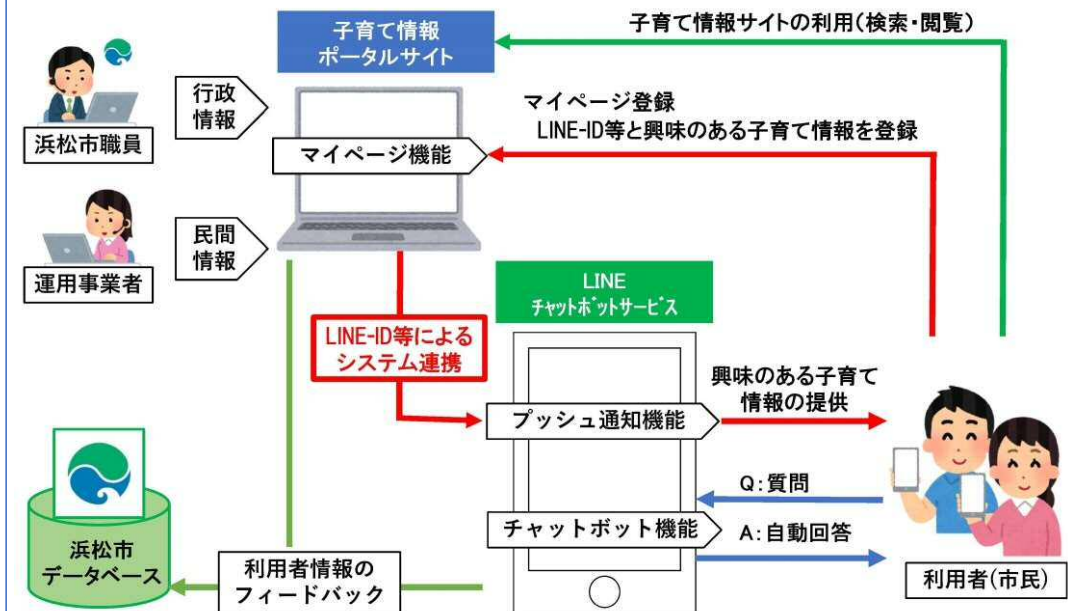 子育て情報
ポータルサイト
子育て情報サイトの利用(検索・閲覧)
行政
情報
浜松市職員
マイページ登録
LINE-ID等と興味のある子育て情報を登録
マイページ機能
民間
情報
運用事業者
LINE
チャットボットサービス
LINE-ID等による
システム連携
興味のある子育て
情報の提供
プッシュ通知機能
Q:質問
チャットボット機能
A:自動回答
浜松市
データベース
利用者情報の
フィードバック
利用者(市民)